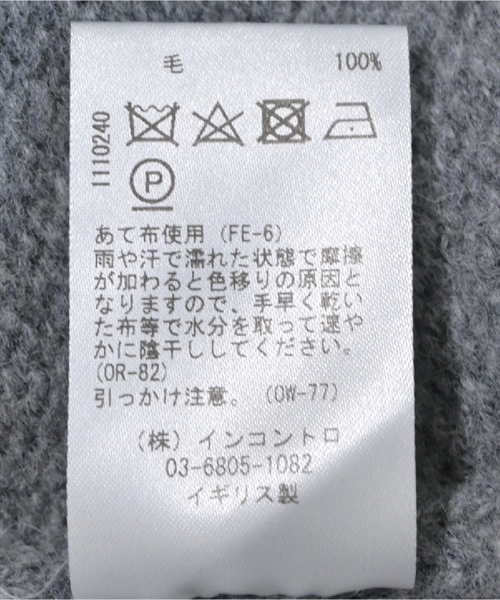 毛 100%
1110240
P
あて布使用（FE-6）
雨や汗で濡れた状態で摩擦
が加わると色移りの原因と
なりますので、手早く乾い
た布等で水分を取って速や
かに陰干ししてください。
(OR-82)
引っかけ注意。（OW-77）
（株）インコントロ
03-6805-1082
イギリス製